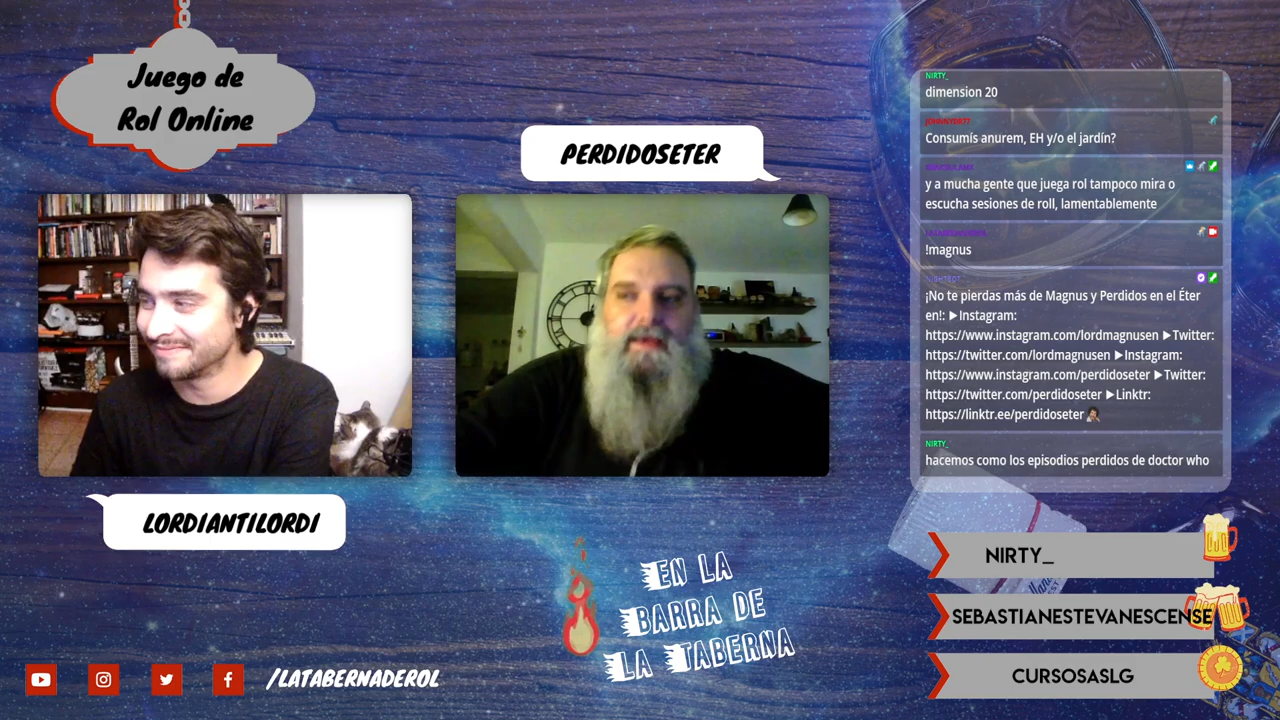 Juego de
Rol Online
PERDIDOSETER
LORDIANTILORDI
NIRTY_
dimension 20
Consumís anurem, EH y/o el jardín?
y a mucha gente que juega rol tampoco mira o
escucha sesiones de roll, lamentablemente
!magnus
¡No te pierdas más de Magnus y Perdidos en el Éter
en!: ▶Instagram:
https://www.instagram.com/lordmagnusen ▶Twitter:
https://twitter.com/lordmagnusen ▶Instagram:
https://www.instagram.com/perdidoseter ▶Twitter:
https://twitter.com/perdidoseter ▶Linktr:
https://linktr.ee/perdidoseter
NIRTY_
hacemos como los episodios perdidos de doctor who
EN LA
BARRA DE
LA TABERNA
NIRTY_
SEBASTIANESTEVANESCENSE
CURSOSASLG
/LATABERNADEROL